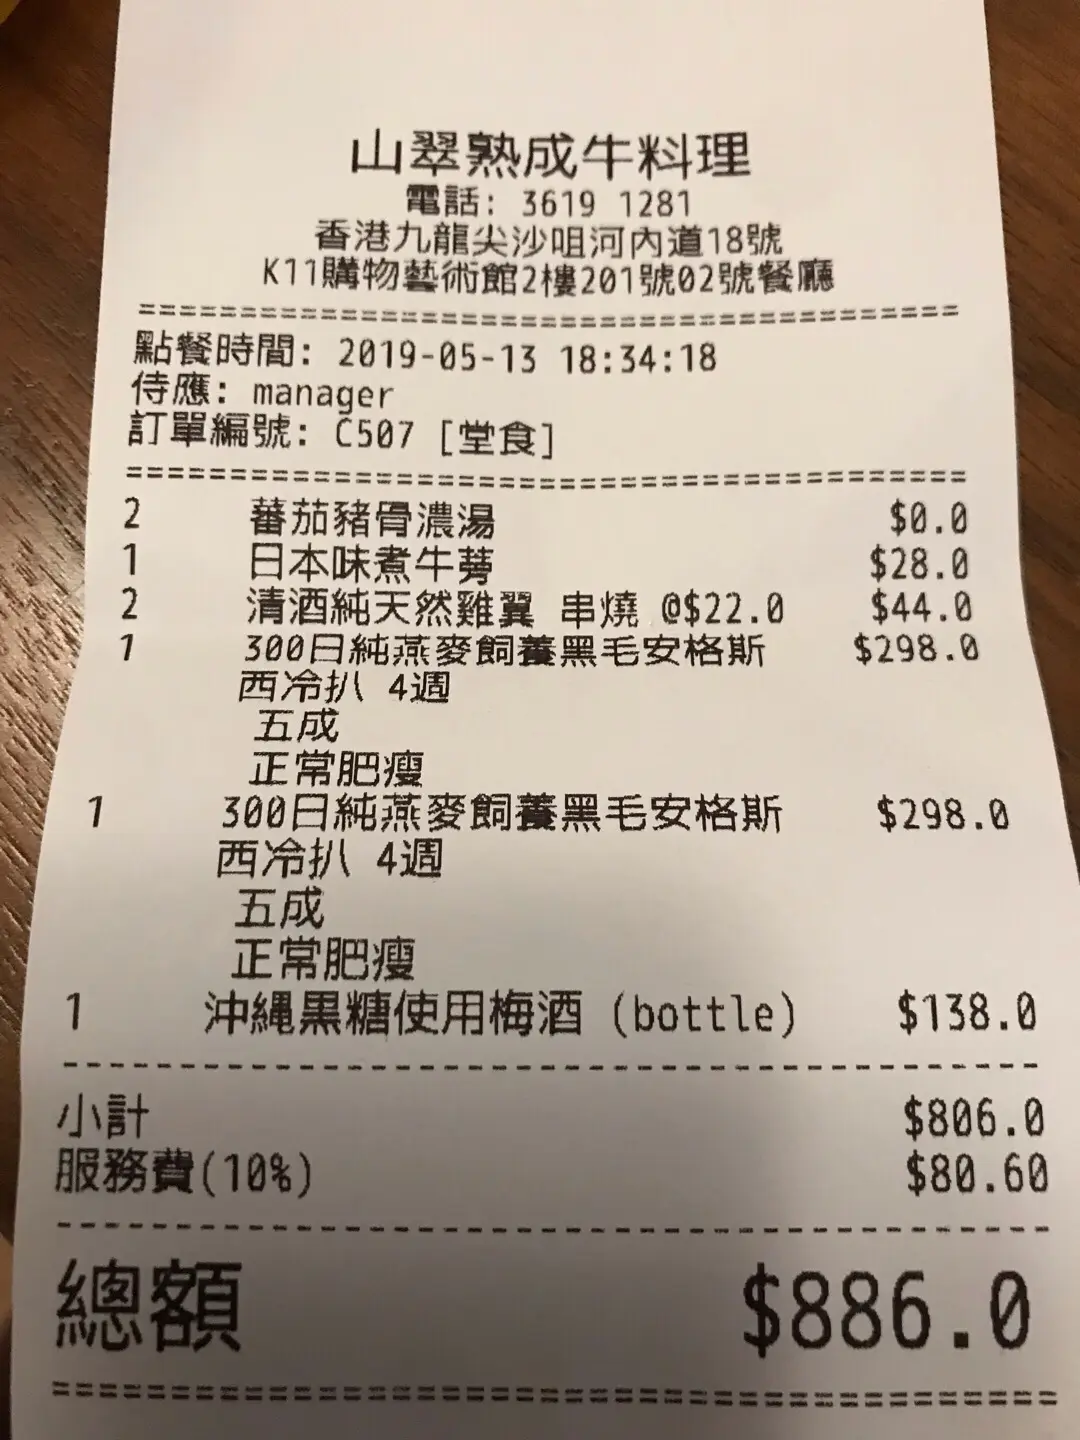 山翠熟成牛料理
電話: 3619 1281
香港九龍尖沙咀河內道18號
K11購物藝術館2樓201號02號餐廳
========================================
點餐時間: 2019-05-13 18:34:18
侍應: manager
訂單編號: C507 [堂食]
========================================
2 蕃茄豬骨濃湯 $0.0
1 日本味煮牛蒡 $28.0
2 清酒純天然雞翼 串燒 @$22.0 $44.0
1 300日純燕麥飼養黑毛安格斯 $298.0
西冷扒 4週
五成
正常肥瘦
1 300日純燕麥飼養黑毛安格斯 $298.0
西冷扒 4週
五成
正常肥瘦
1 沖縄黒糖使用梅酒 (bottle) $138.0
----------------------------------------
小計 $806.0
服務費(10%) $80.60
----------------------------------------
總額 $886.0
========================================